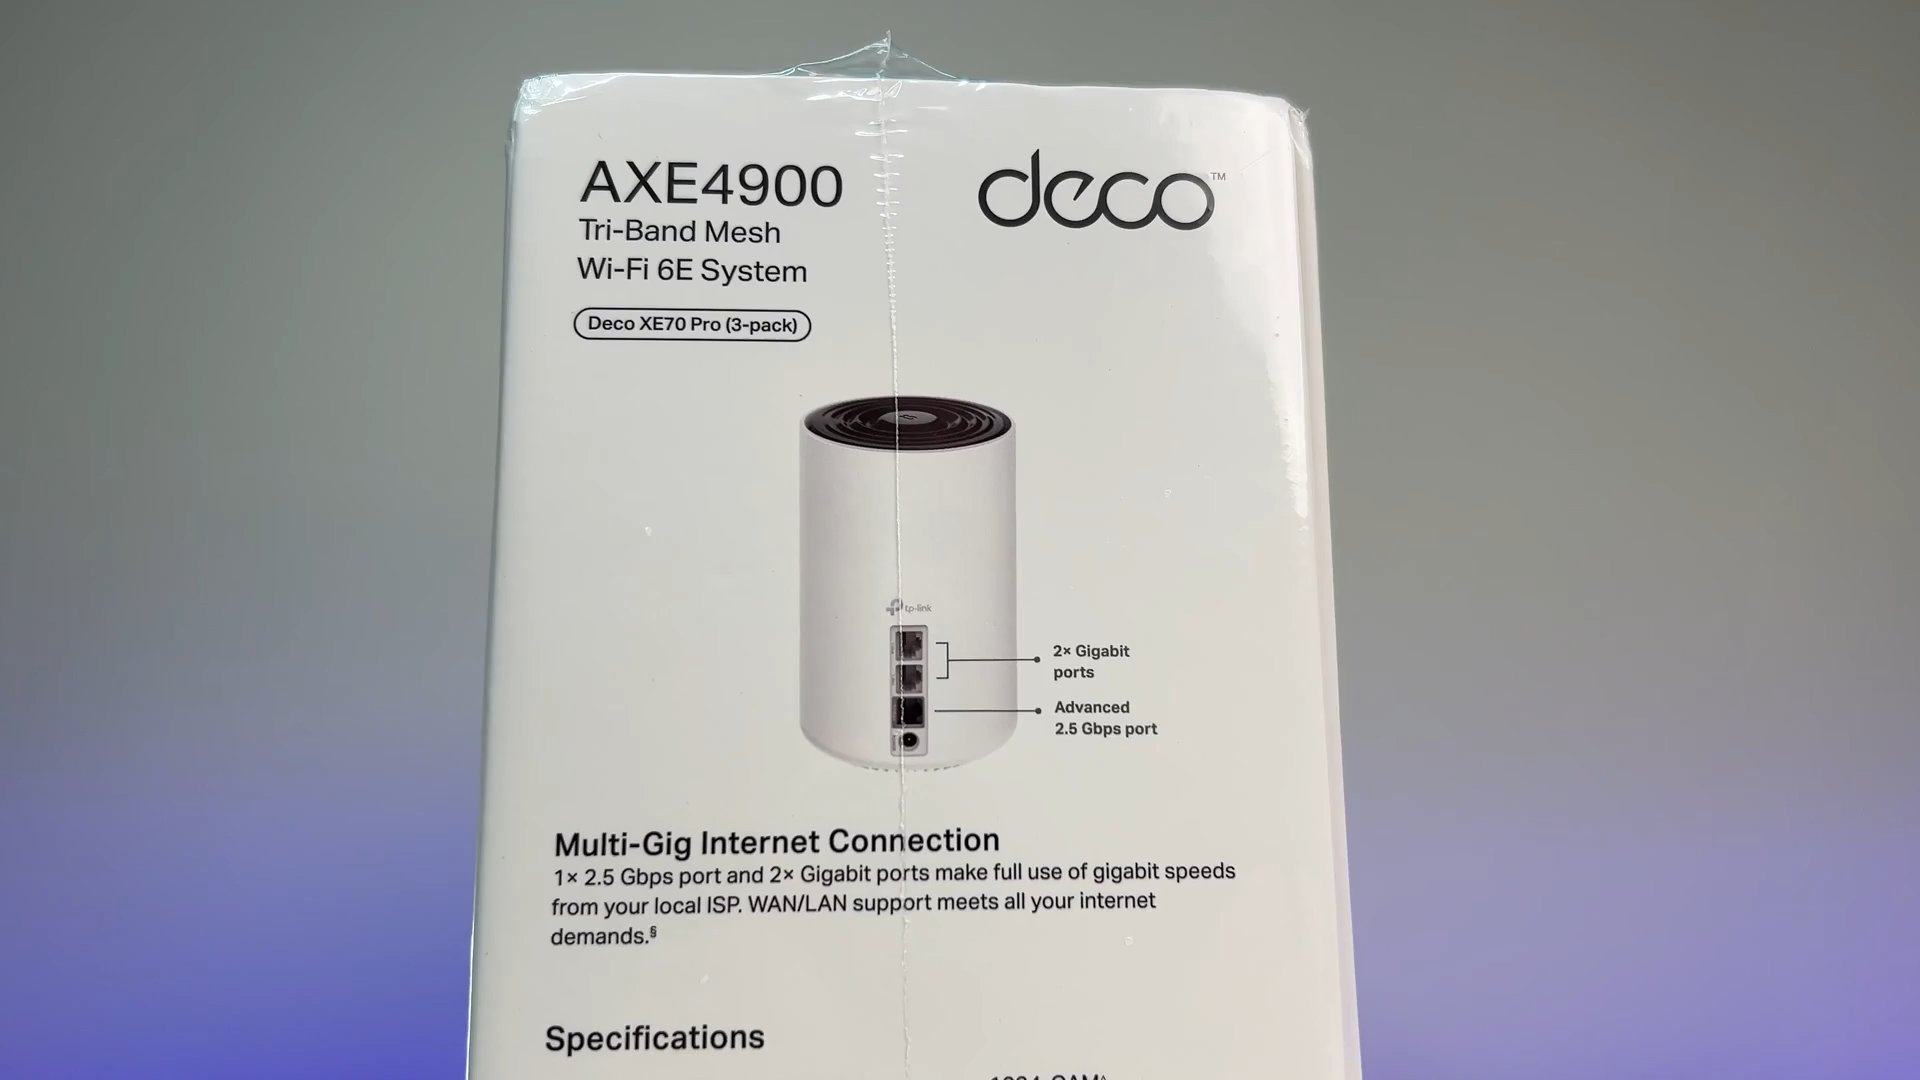 AXE4900
deco™
Tri-Band Mesh
Wi-Fi 6E System
Deco XE70 Pro (3-pack)
tp-link
2× Gigabit
ports
Advanced
2.5 Gbps port
Multi-Gig Internet Connection
1× 2.5 Gbps port and 2× Gigabit ports make full use of gigabit speeds
from your local ISP. WAN/LAN support meets all your internet
demands.§
Specifications